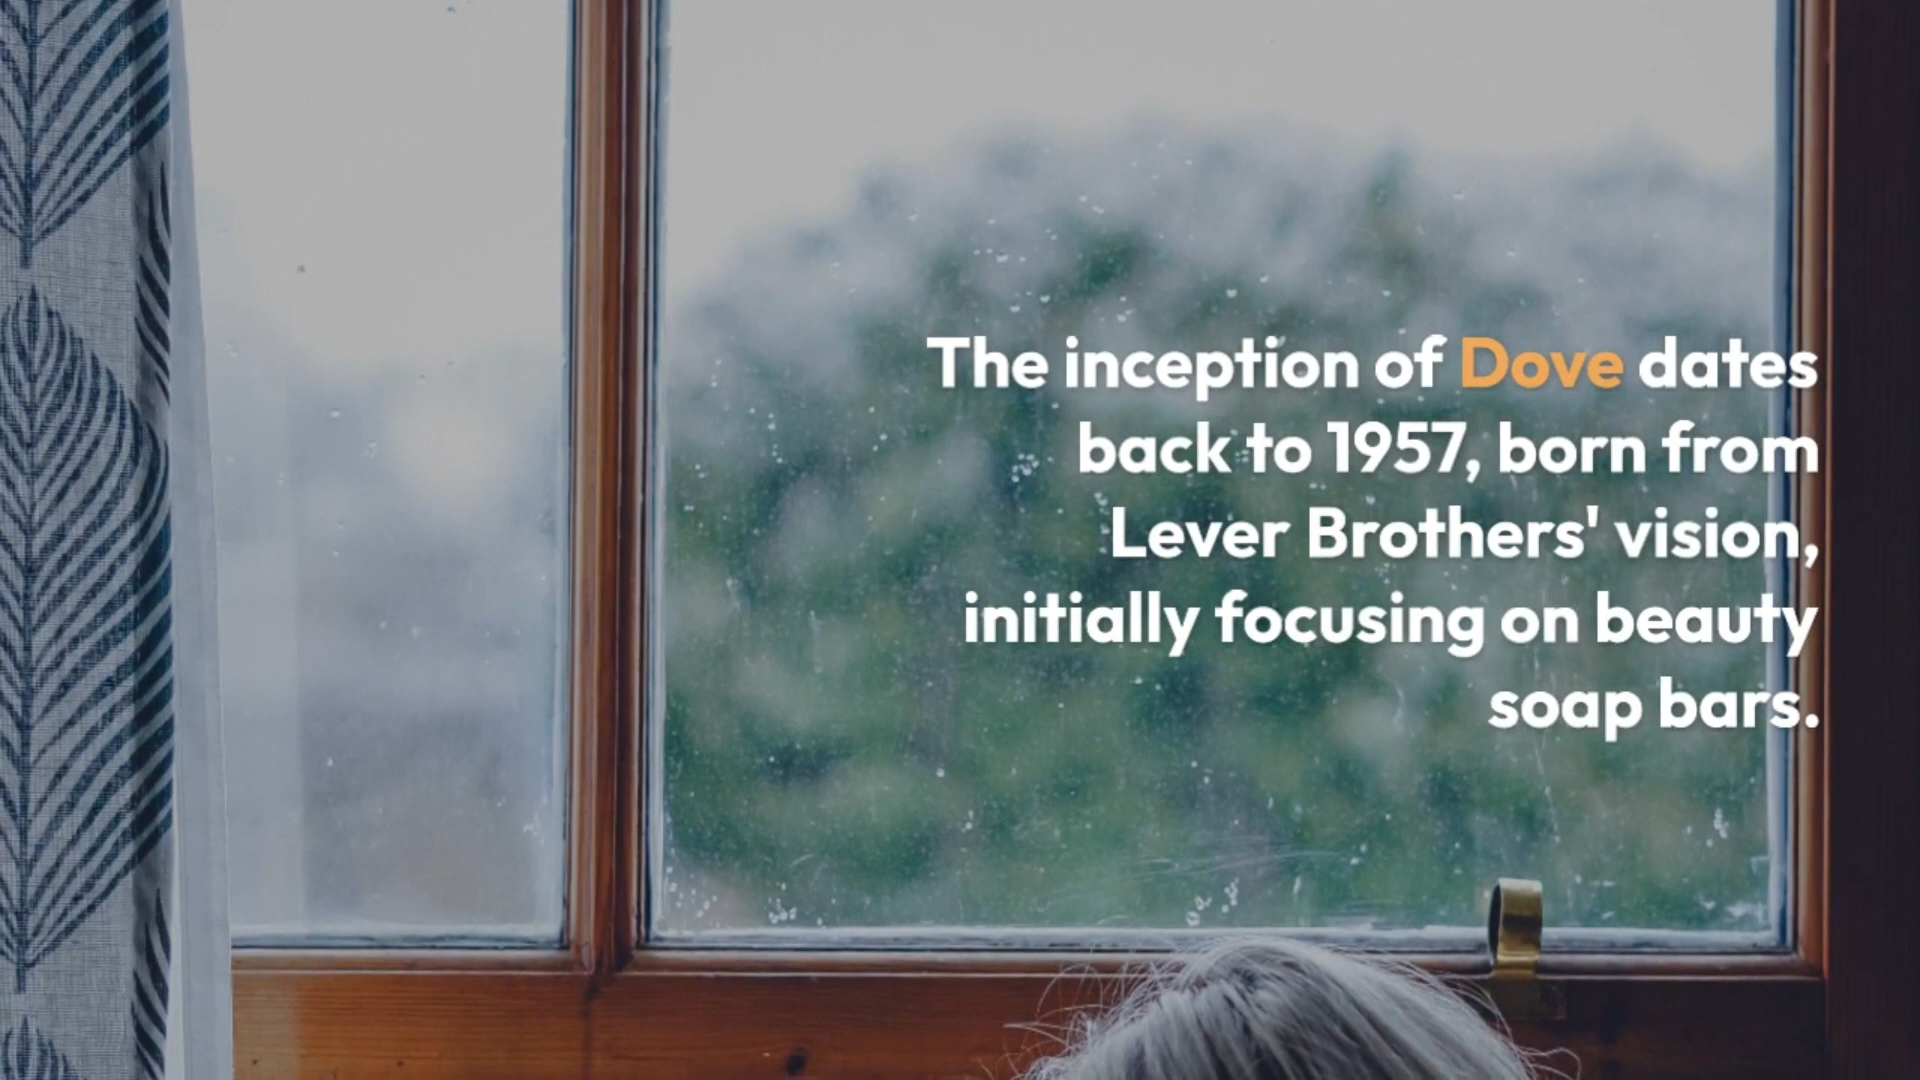 The inception of Dove dates
back to 1957, born from
Lever Brothers' vision,
initially focusing on beauty
soap bars.